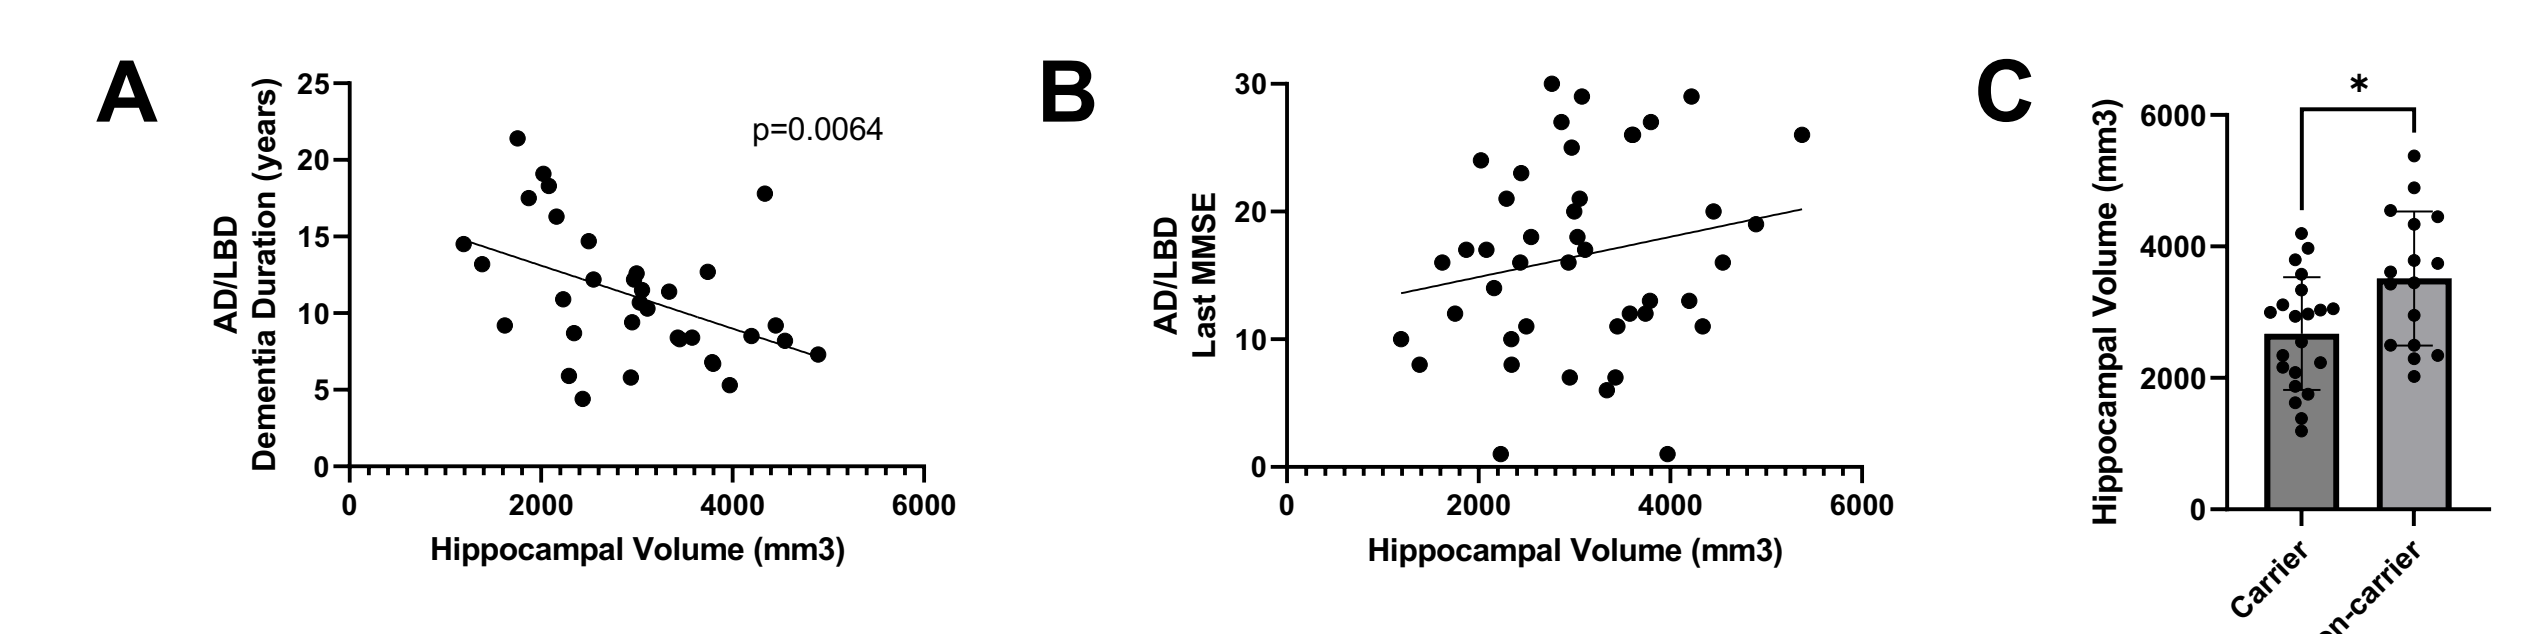 A
AD/LBD
Dementia Duration (years)
25
20
15
10
5
0
p=0.0064
0 2000 4000 6000
Hippocampal Volume (mm3)
B
AD/LBD
Last MMSE
30
20
10
0
0 2000 4000 6000
Hippocampal Volume (mm3)
C
Hippocampal Volume (mm3)
6000
4000
2000
0
*
Carrier
on-carrier